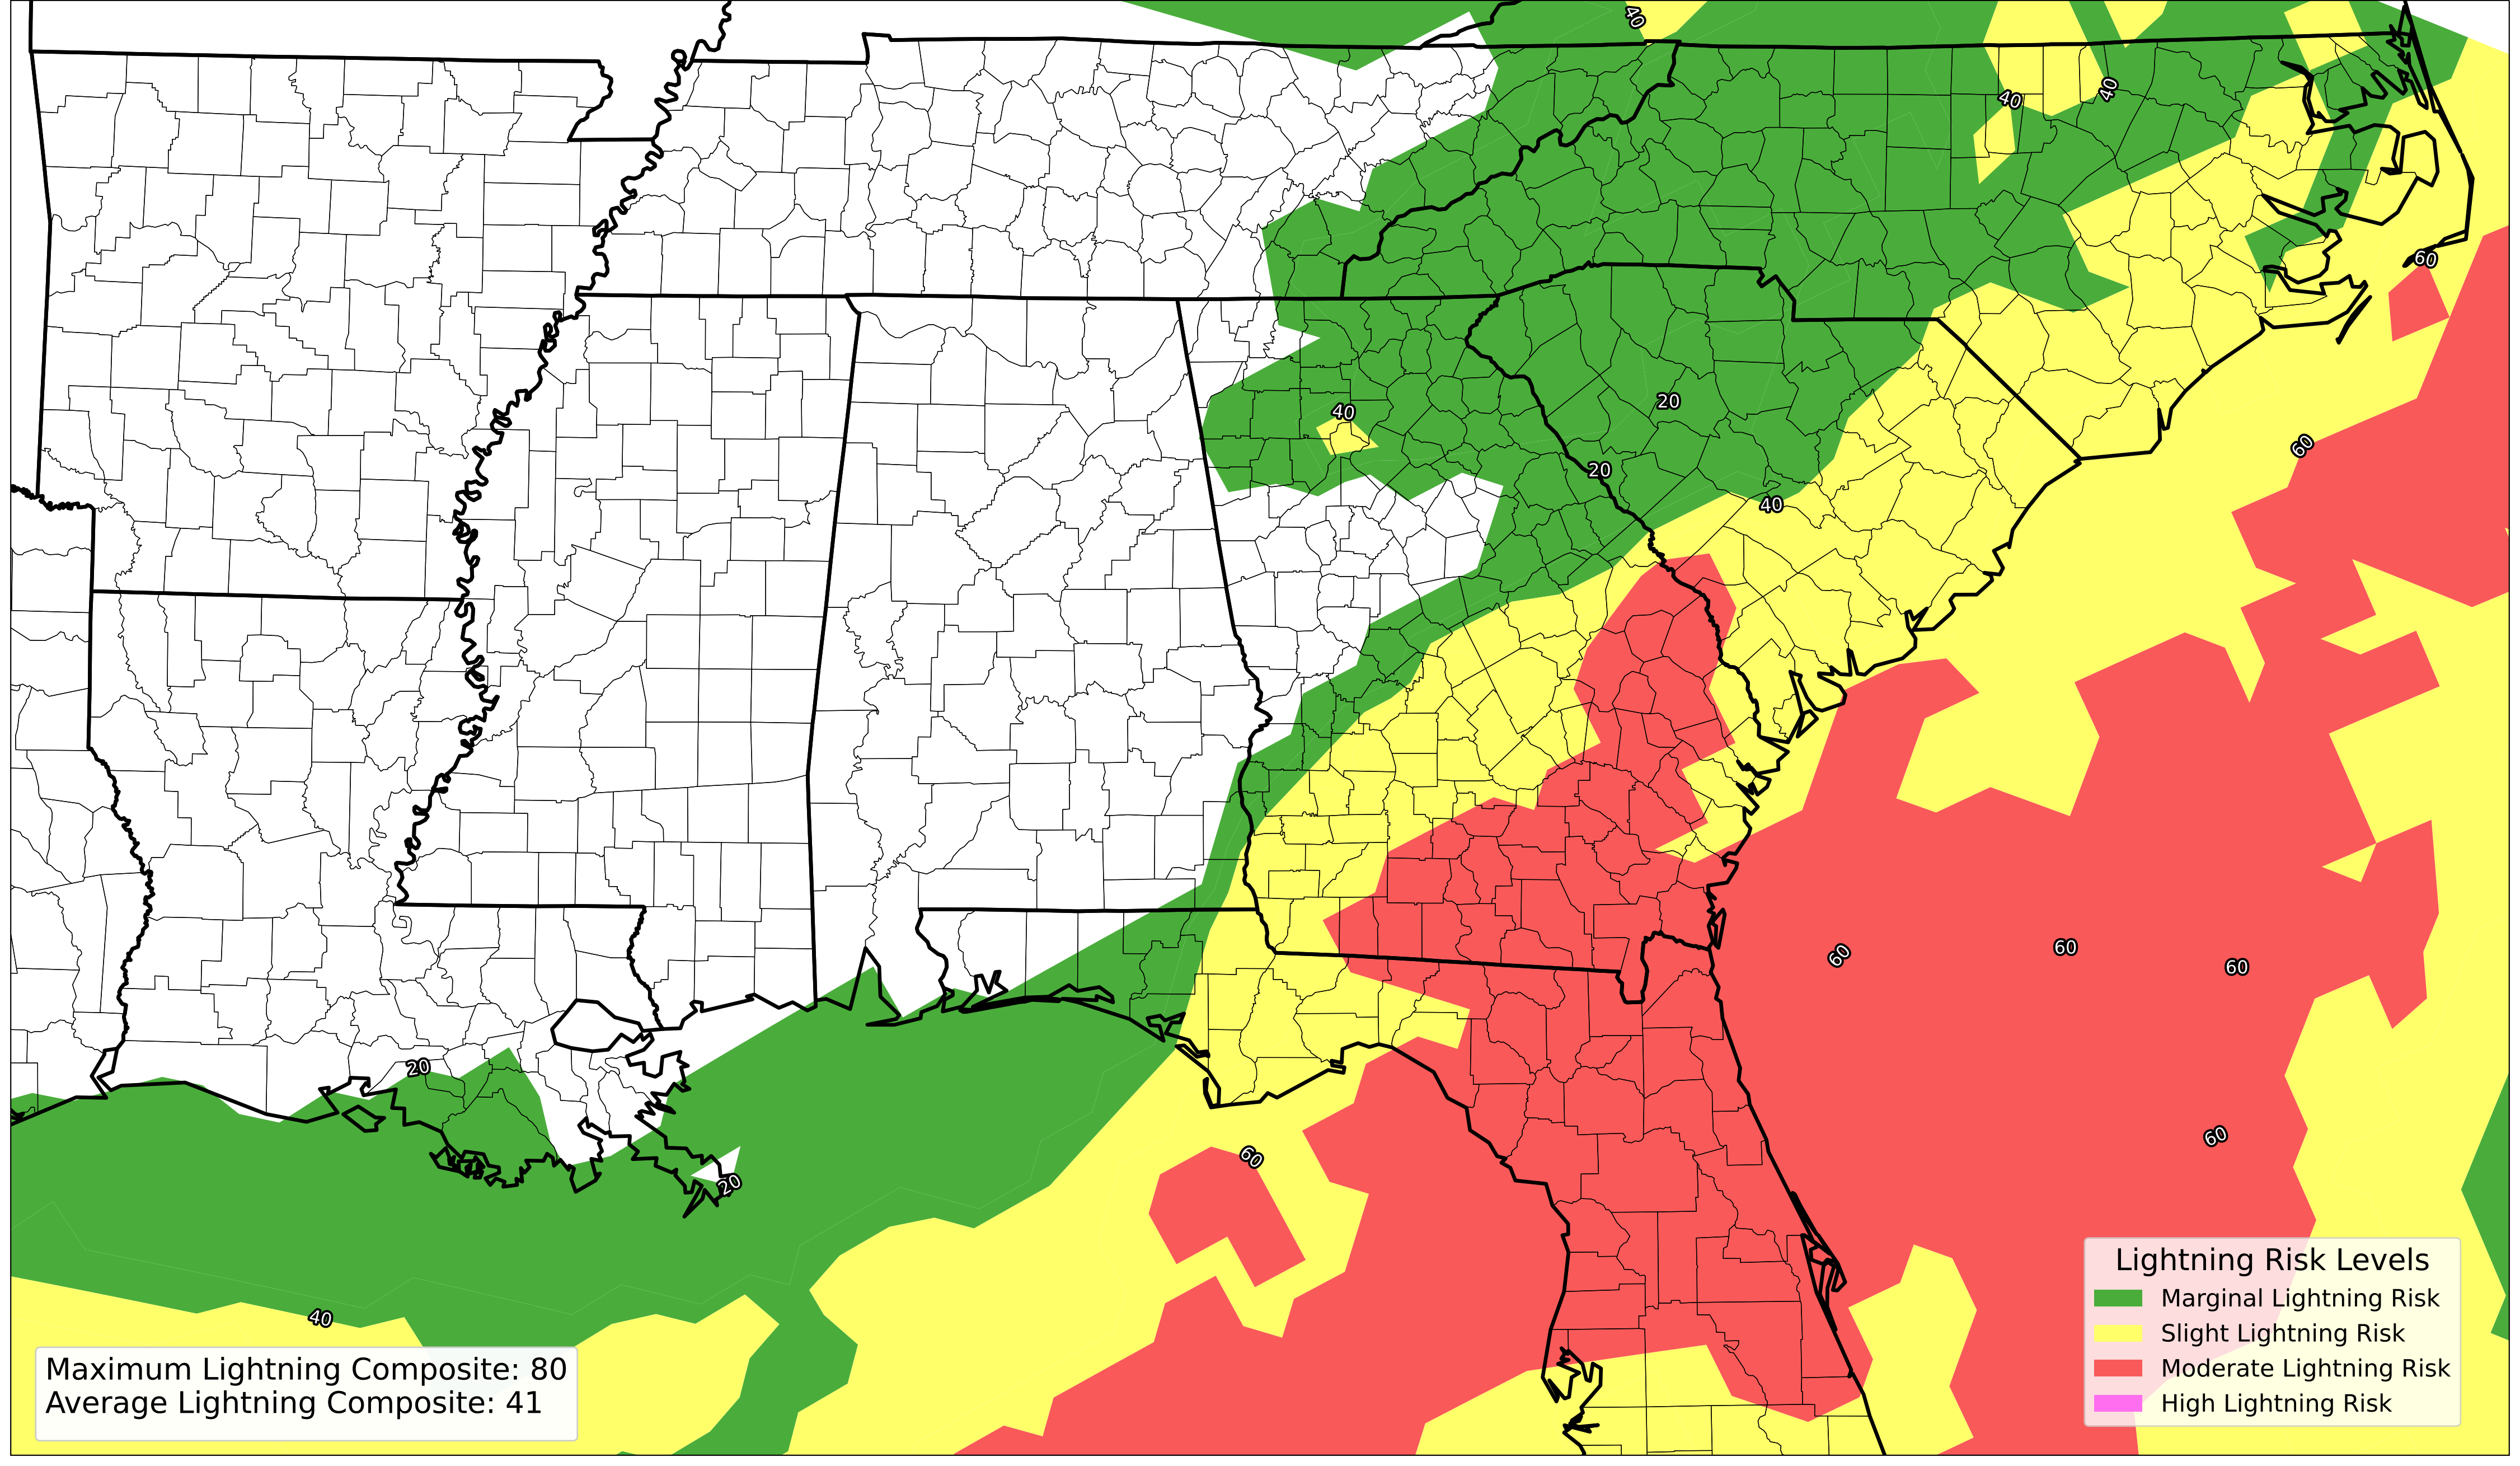 40
40
40
60
40
20
60
20
40
60
60
60
20
60
60
20
40
Lightning Risk Levels
Marginal Lightning Risk
Slight Lightning Risk
Moderate Lightning Risk
High Lightning Risk
Maximum Lightning Composite: 80
Average Lightning Composite: 41